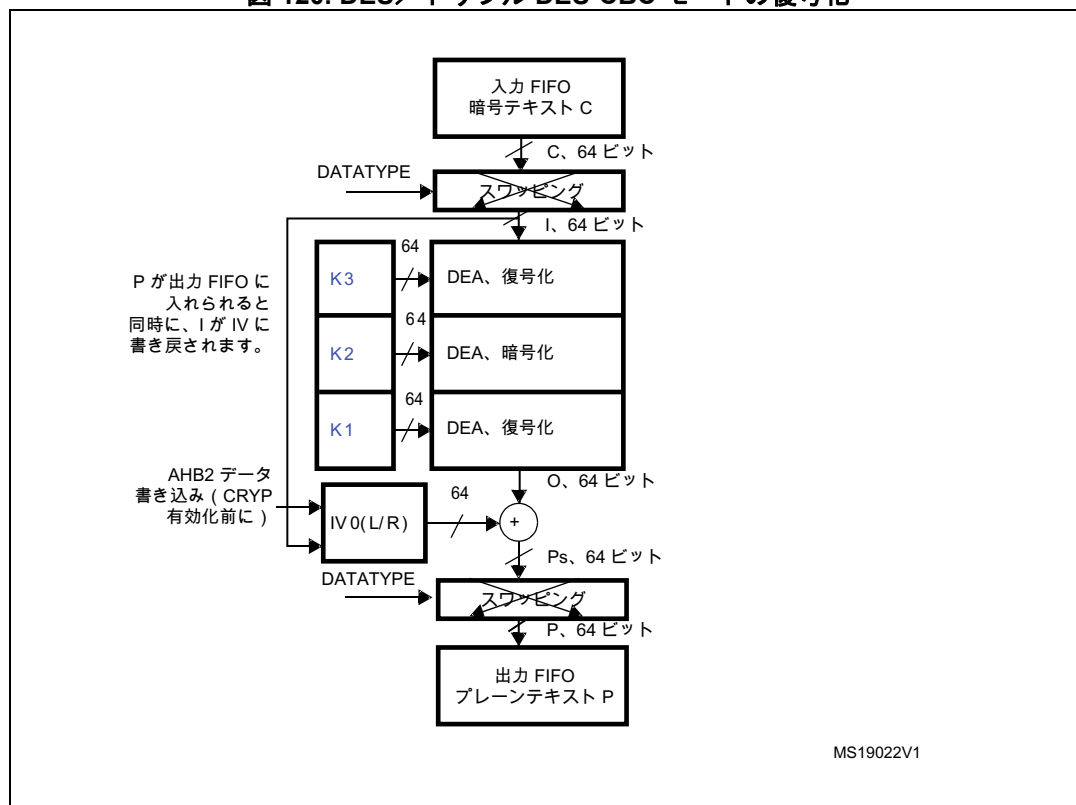 入力 FIFO
暗号テキスト C
C、64 ビット
DATATYPE
スワッピング
I、64 ビット
64
K3
DEA、復号化
P が出力 FIFO に
入れられると
同時に、I が IV に
書き戻されます。
64
K2
DEA、暗号化
64
K1
DEA、復号化
O、64 ビット
AHB2 データ
書き込み ( CRYP
有効化前に )
64
IV0(L/R)
+
Ps、64 ビット
DATATYPE
スワッピング
P、64 ビット
出力 FIFO
プレーンテキスト P
MS19022V1